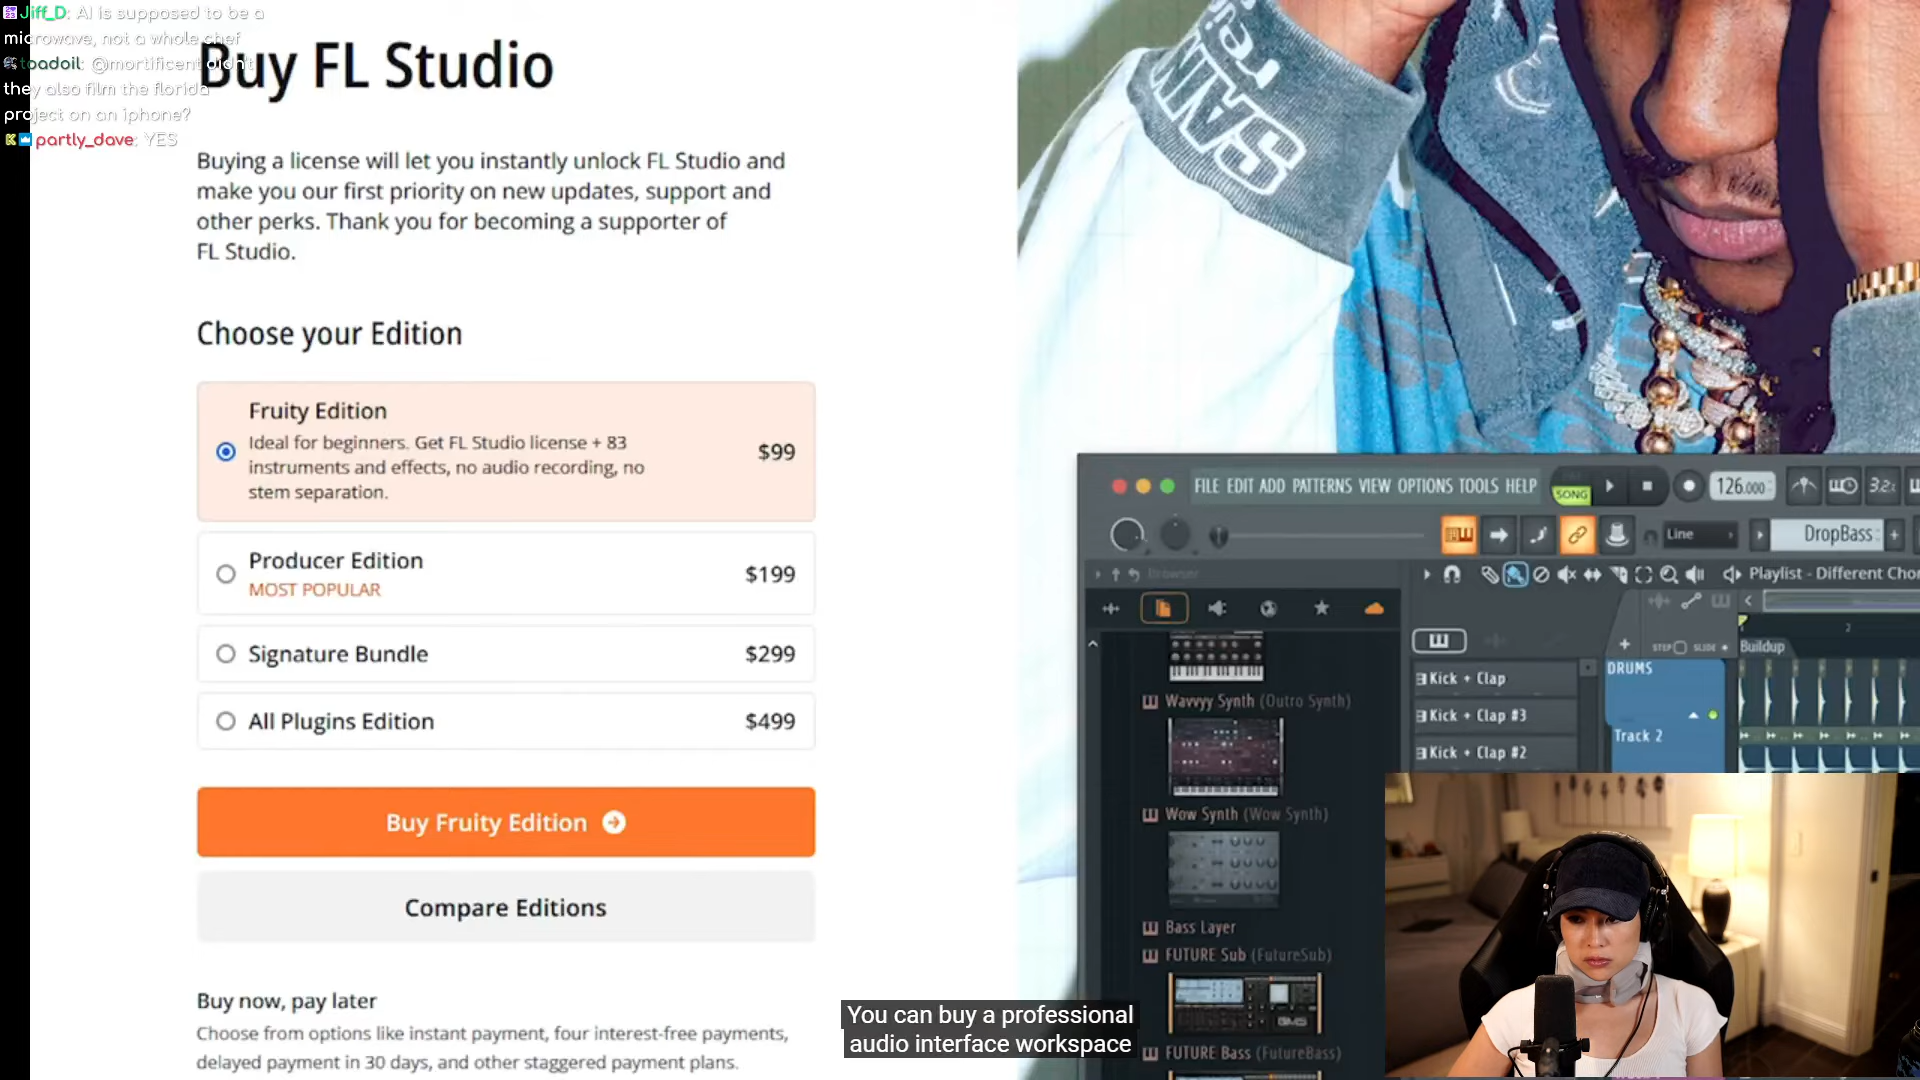 Jiff_D: AI is supposed to be a
microwave, not a whole chef
toadoil: @mortificent didn't
they also film the florida
project on an iphone?
partly_dave: YES
Buy FL Studio
Buying a license will let you instantly unlock FL Studio and
make you our first priority on new updates, support and
other perks. Thank you for becoming a supporter of
FL Studio.
Choose your Edition
Fruity Edition
Ideal for beginners. Get FL Studio license + 83
instruments and effects, no audio recording, no
stem separation.
$99
Producer Edition
MOST POPULAR
$199
Signature Bundle
$299
All Plugins Edition
$499
Buy Fruity Edition
Compare Editions
Buy now, pay later
Choose from options like instant payment, four interest-free payments,
delayed payment in 30 days, and other staggered payment plans.
SAN
FILE EDIT ADD PATTERNS VIEW OPTIONS TOOLS HELP
SONG
126.000
Line
DropBass
Browser
Playlist - Different Cho
STEP SLIDE
2
Buildup
Kick + Clap
Kick + Clap #3
Kick + Clap #2
DRUMS
Track 2
Wavvyy Synth (Outro Synth)
Wow Synth (Wow Synth)
Bass Layer
FUTURE Sub (FutureSub)
FUTURE Bass (FutureBass)
You can buy a professional
audio interface workspace